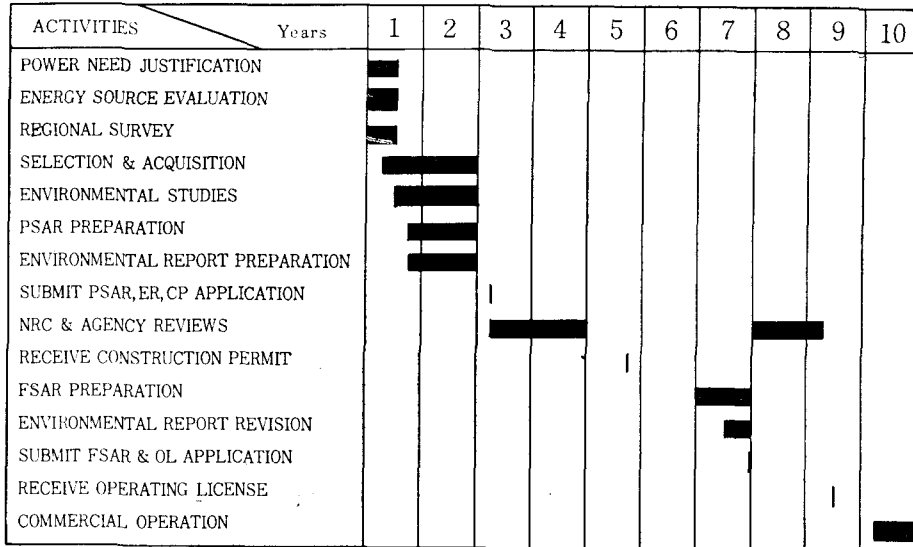 ACTIVITIES Years 1 2 3 4 5 6 7 8 9 10
POWER NEED JUSTIFICATION
ENERGY SOURCE EVALUATION
REGIONAL SURVEY
SELECTION & ACQUISITION
ENVIRONMENTAL STUDIES
PSAR PREPARATION
ENVIRONMENTAL REPORT PREPARATION
SUBMIT PSAR, ER, CP APPLICATION
NRC & AGENCY REVIEWS
RECEIVE CONSTRUCTION PERMIT
FSAR PREPARATION
ENVIRONMENTAL REPORT REVISION
SUBMIT FSAR & OL APPLICATION
RECEIVE OPERATING LICENSE
COMMERCIAL OPERATION